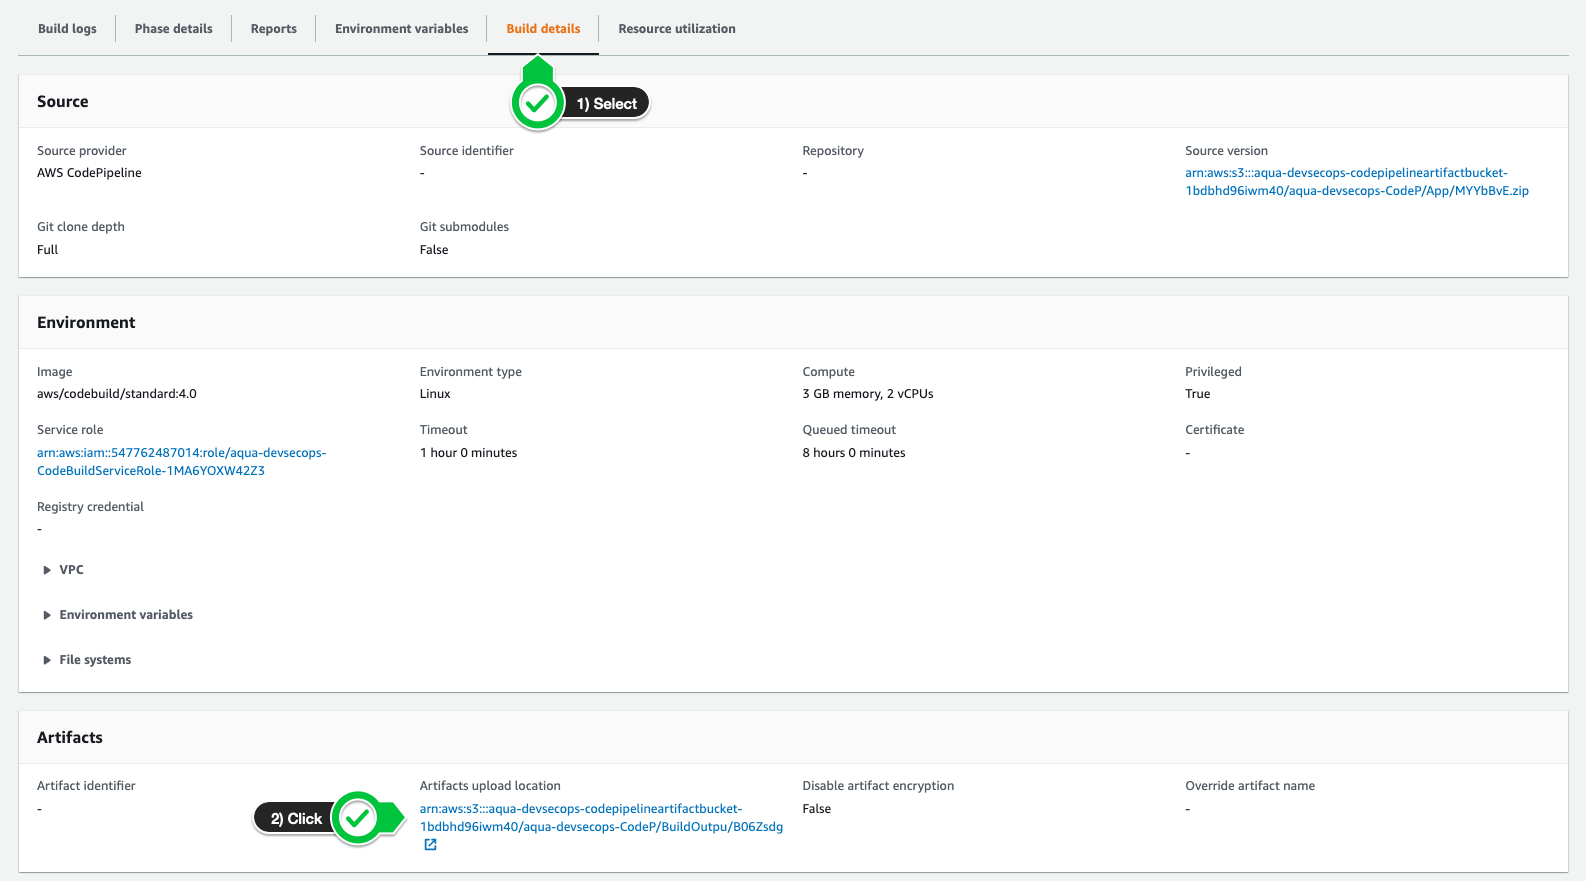 Build logs
Phase details
Reports
Environment variables
Build details
Resource utilization
1) Select
Source
Source provider
AWS CodePipeline
Source identifier
-
Repository
-
Source version
arn:aws:s3:::aqua-devsecops-codepipelineartifactbucket-
1bdbhd96iwm40/aqua-devsecops-CodeP/App/MYYbBvE.zip
Git clone depth
Full
Git submodules
False
Environment
Image
aws/codebuild/standard:4.0
Environment type
Linux
Compute
3 GB memory, 2 vCPUs
Privileged
True
Service role
arn:aws:iam::547762487014:role/aqua-devsecops-
CodeBuildServiceRole-1MA6YOXW42Z3
Timeout
1 hour 0 minutes
Queued timeout
8 hours 0 minutes
Certificate
-
Registry credential
-
VPC
Environment variables
File systems
Artifacts
Artifact identifier
-
2) Click
Artifacts upload location
arn:aws:s3:::aqua-devsecops-codepipelineartifactbucket-
1bdbhd96iwm40/aqua-devsecops-CodeP/BuildOutpu/B06Zsdg
Disable artifact encryption
False
Override artifact name
-